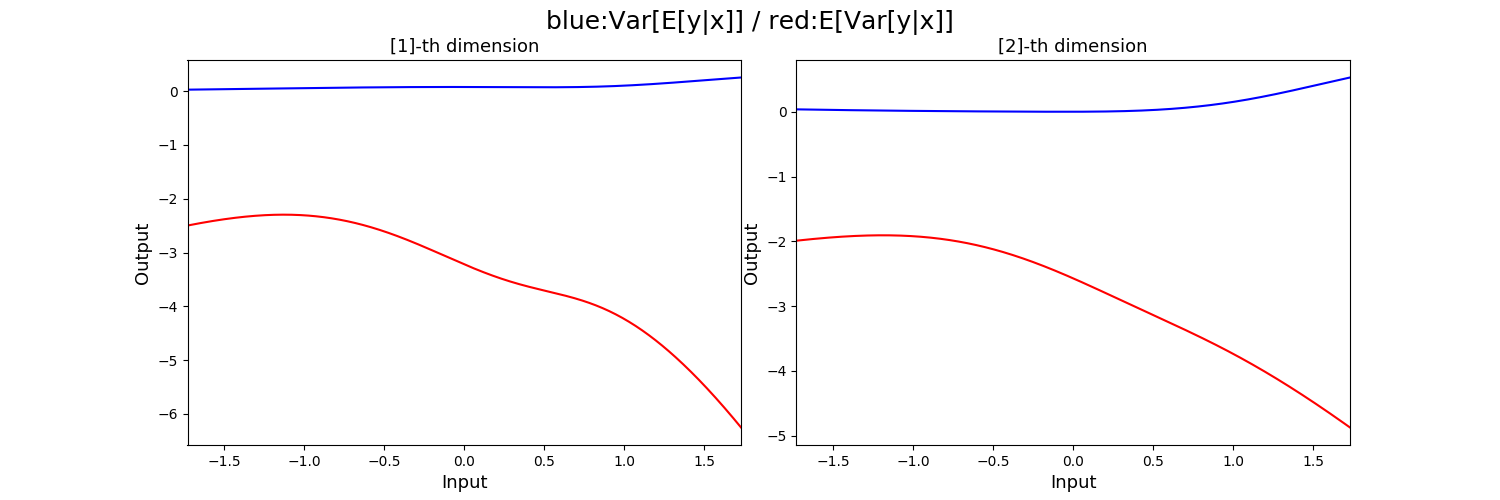 blue:Var[E[y|x]] / red:E[Var[y|x]]
[1]-th dimension
0
−1
−2
−3
−4
−5
−6
Output
−1.5 −1.0 −0.5 0.0 0.5 1.0 1.5
Input
[2]-th dimension
0
−1
−2
−3
−4
−5
Output
−1.5 −1.0 −0.5 0.0 0.5 1.0 1.5
Input